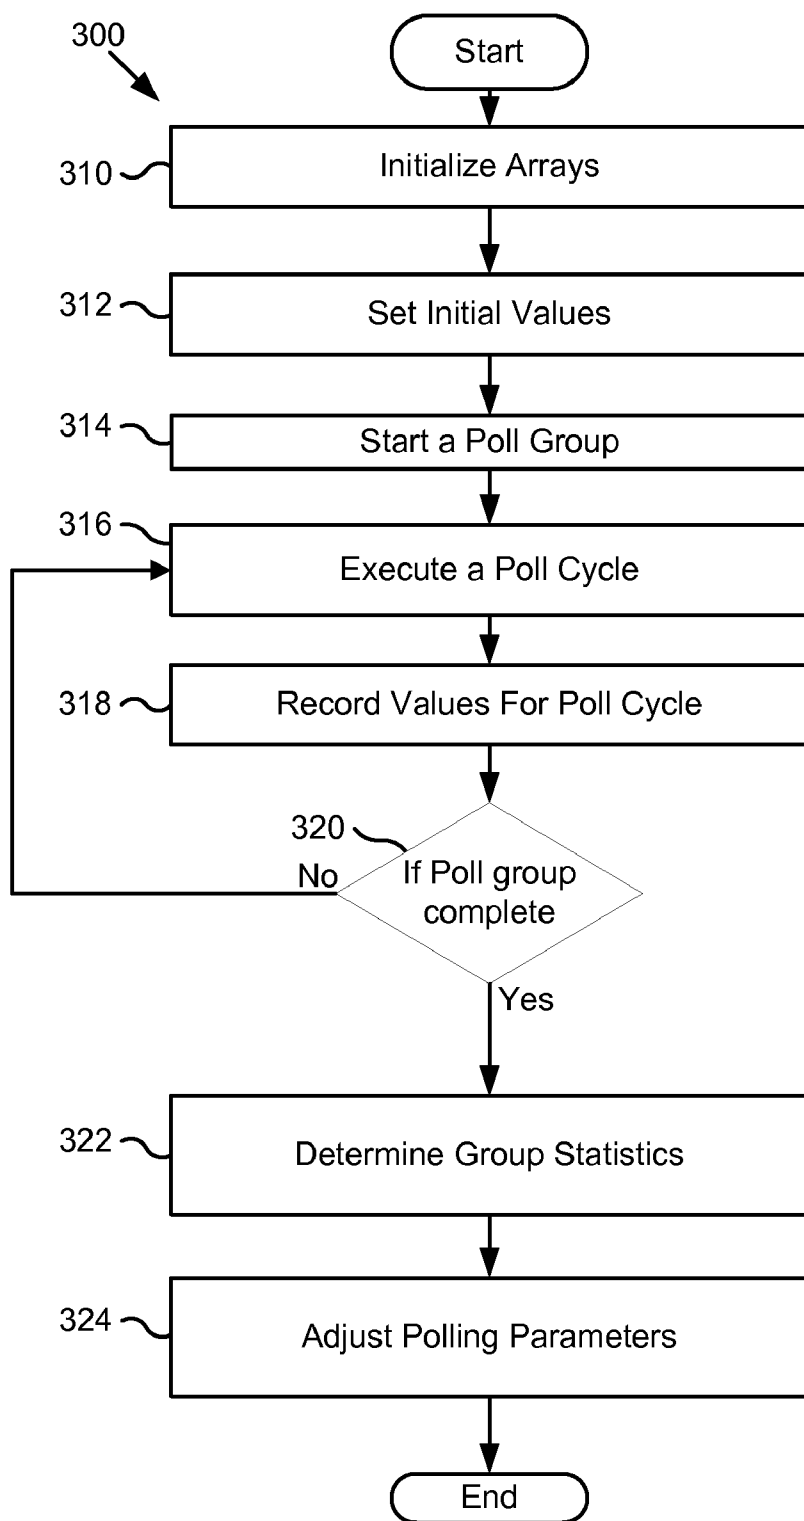 300
Start
310
Initialize Arrays
312
Set Initial Values
314
Start a Poll Group
316
Execute a Poll Cycle
318
Record Values For Poll Cycle
320
If Poll group
complete
No
Yes
322
Determine Group Statistics
324
Adjust Polling Parameters
End